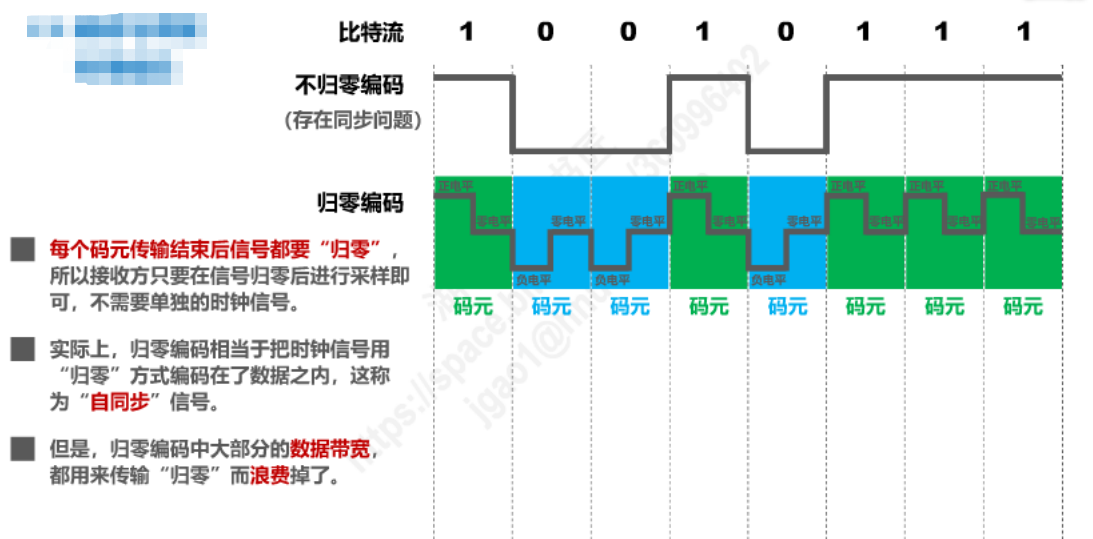 比特流 1 0 0 1 0 1 1 1
不归零编码
(存在同步问题)
归零编码
正电平 正电平 正电平 正电平 正电平
零电平 零电平 零电平 零电平 零电平 零电平 零电平 零电平
负电平 负电平 负电平
码元 码元 码元 码元 码元 码元 码元 码元
■ 每个码元传输结束后信号都要“归零”，
所以接收方只要在信号归零后进行采样即
可，不需要单独的时钟信号。
■ 实际上，归零编码相当于把时钟信号用
“归零”方式编码在了数据之内，这称
为“自同步”信号。
■ 但是，归零编码中大部分的数据带宽，
都用来传输“归零”而浪费掉了。